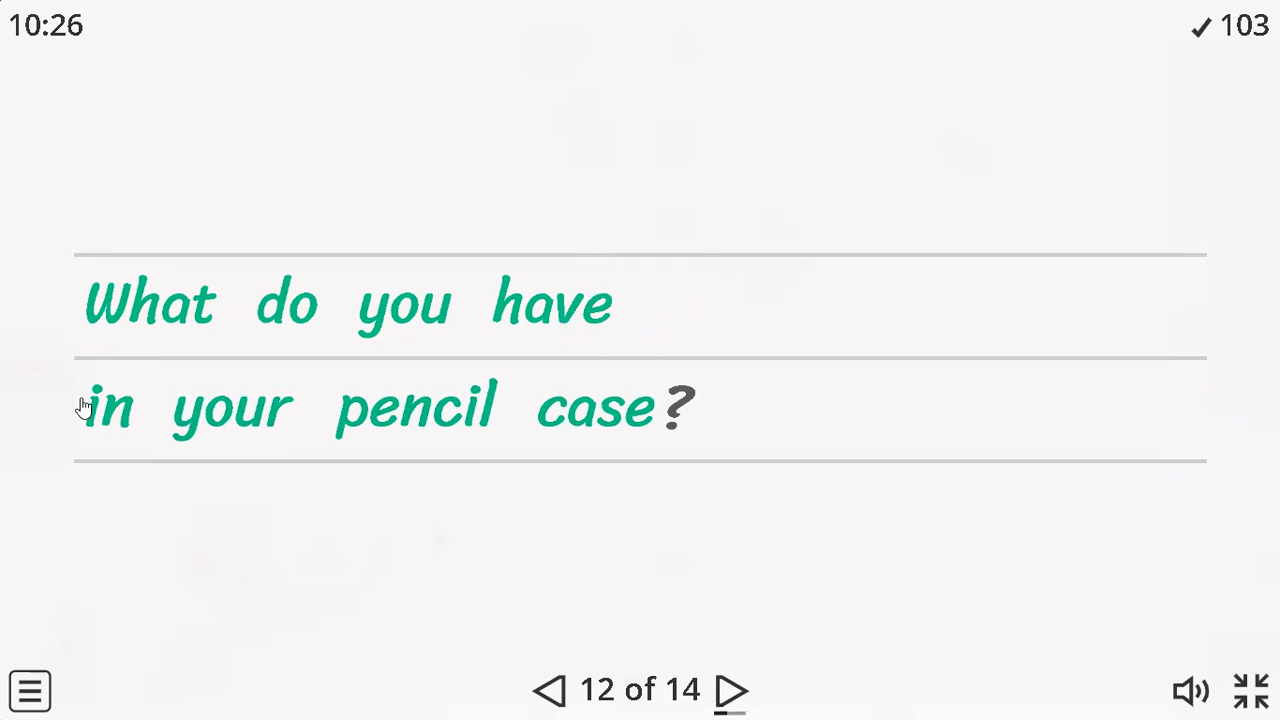 10:26
✓ 103
What do you have
in your pencil case?
12 of 14